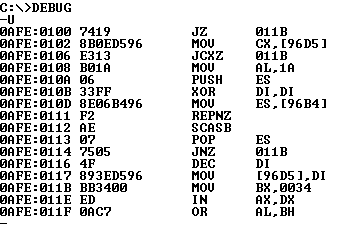 C:\>DEBUG
-U
0AFE:0100 7419 JZ 011B
0AFE:0102 8B0ED596 MOV CX,[96D5]
0AFE:0106 E313 JCXZ 011B
0AFE:0108 B01A MOV AL,1A
0AFE:010A 06 PUSH ES
0AFE:010B 33FF XOR DI,DI
0AFE:010D 8E06B496 MOV ES,[96B4]
0AFE:0111 F2 REPNZ
0AFE:0112 AE SCASB
0AFE:0113 07 POP ES
0AFE:0114 7505 JNZ 011B
0AFE:0116 4F DEC DI
0AFE:0117 893ED596 MOV [96D5],DI
0AFE:011B BB3400 MOV BX,0034
0AFE:011E ED IN AX,DX
0AFE:011F 0AC7 OR AL,BH
-